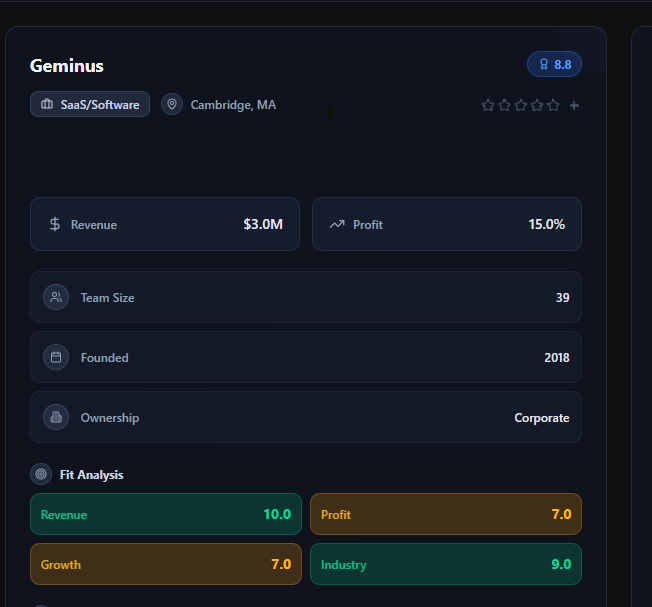 Geminus
8.8
SaaS/Software
Cambridge, MA
Revenue
$3.0M
Profit
15.0%
Team Size
39
Founded
2018
Ownership
Corporate
Fit Analysis
Revenue
10.0
Profit
7.0
Growth
7.0
Industry
9.0